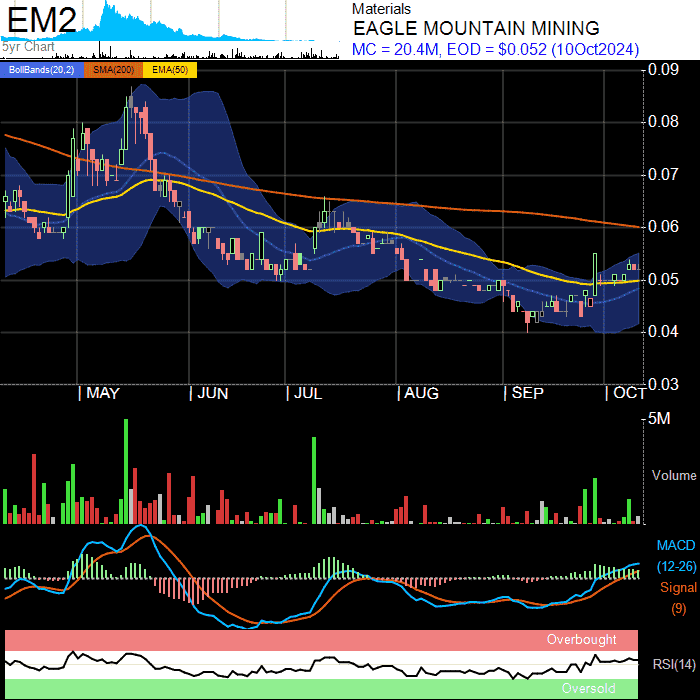 EM2
5yr Chart
Materials
EAGLE MOUNTAIN MINING
MC = 20.4M, EOD = $0.052 (10Oct2024)
BollBands(20,2) SMA(200) EMA(50)
0.09
0.08
0.07
0.06
0.05
0.04
0.03
| MAY | JUN | JUL | AUG | SEP | OCT
5M
Volume
MACD
(12-26)
Signal
(9)
Overbought
RSI(14)
Oversold